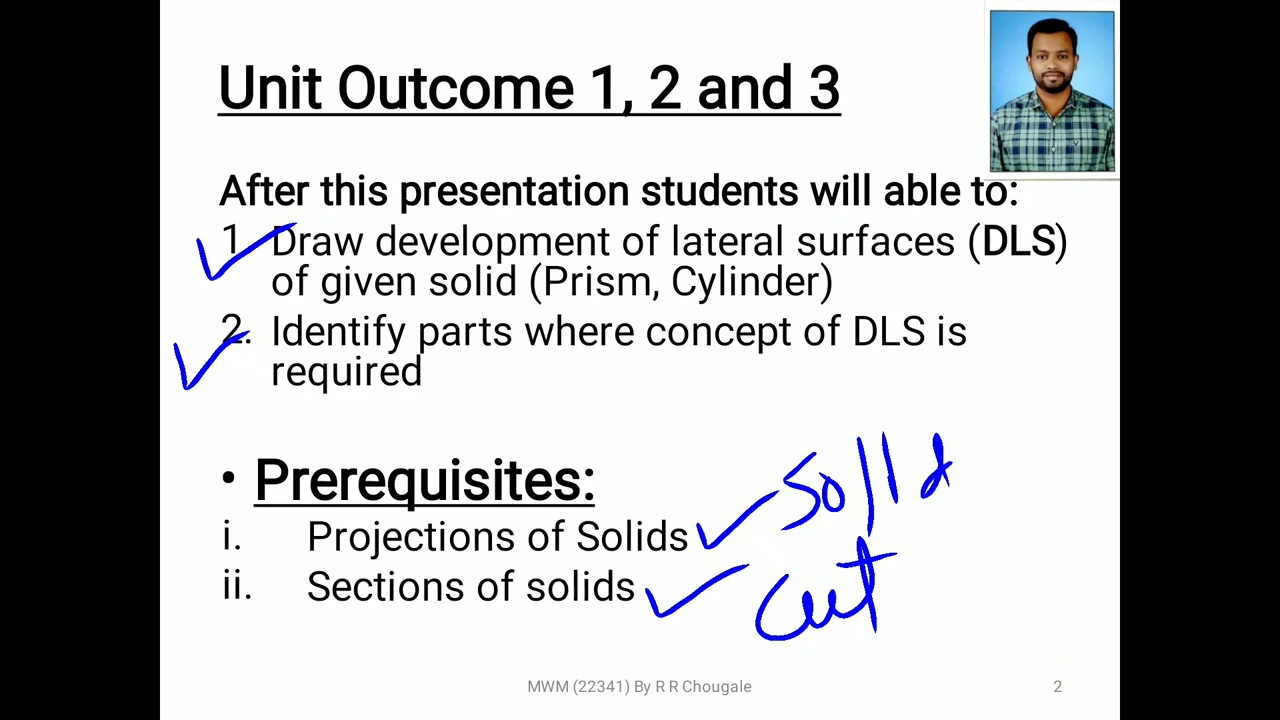 Unit Outcome 1, 2 and 3
After this presentation students will able to:
1. Draw development of lateral surfaces (DLS)
of given solid (Prism, Cylinder)
2. Identify parts where concept of DLS is
required
• Prerequisites:
i. Projections of Solids
ii. Sections of solids
cut
MWM (22341) By R R Chougale
2